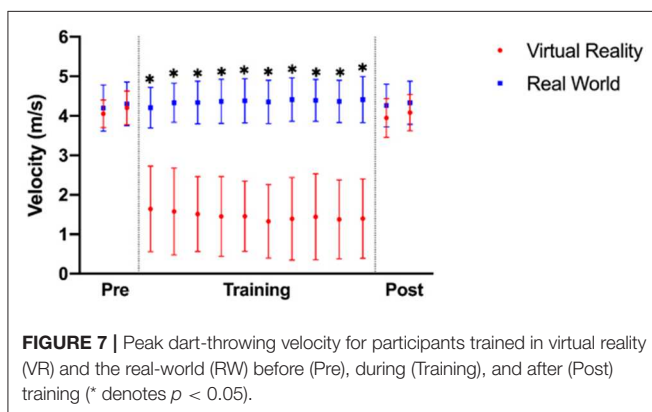 6
5
4
3
2
1
0
Velocity (m/s)
* * * * * * * * * *
Pre
Training
Post
Virtual Reality
Real World
FIGURE 7 | Peak dart-throwing velocity for participants trained in virtual reality
(VR) and the real-world (RW) before (Pre), during (Training), and after (Post)
training (* denotes p < 0.05).